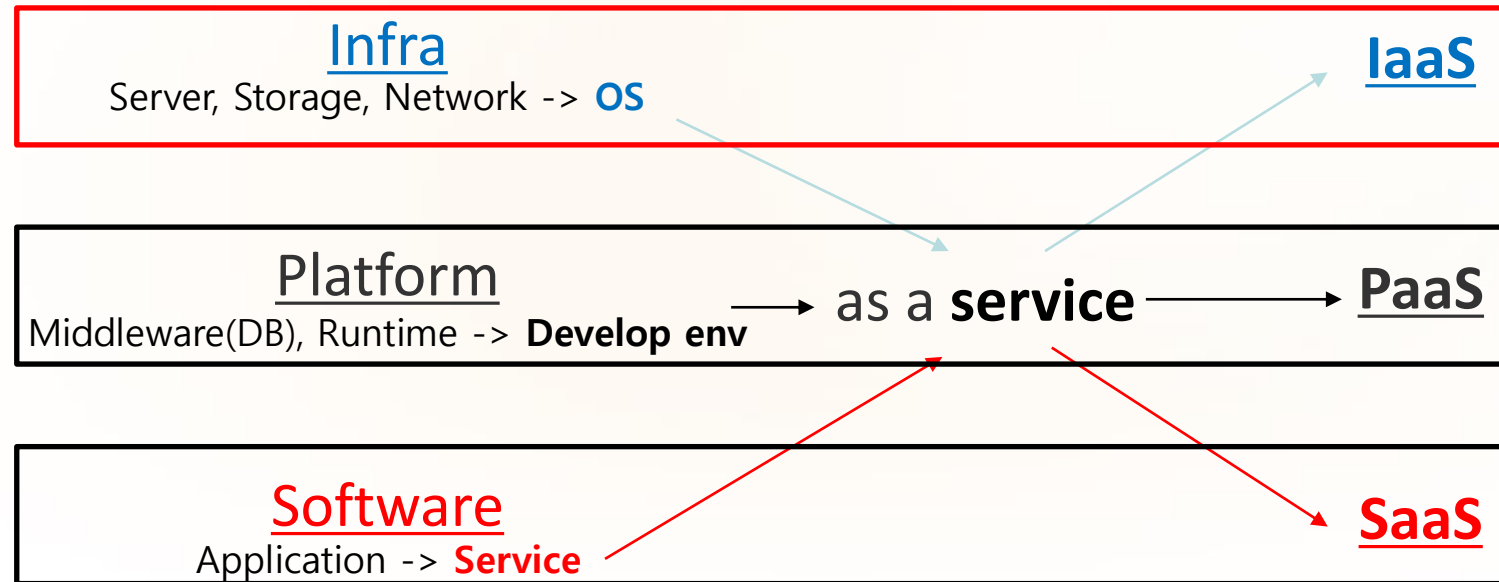 Infra
IaaS
Server, Storage, Network -> OS
Platform
as a service
PaaS
Middleware(DB), Runtime -> Develop env
Software
SaaS
Application -> Service